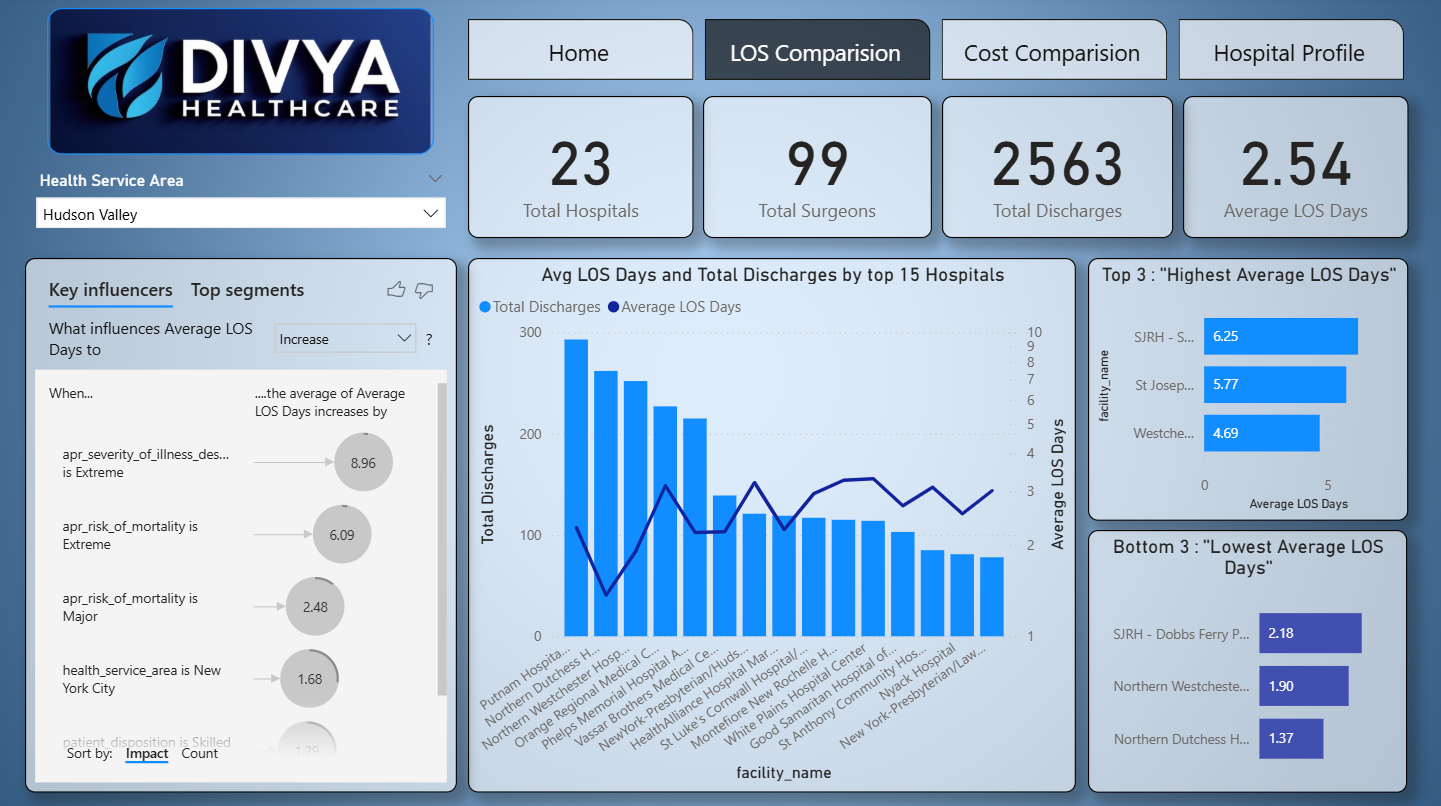 DIVYA
HEALTHCARE
Home
LOS Comparision
Cost Comparision
Hospital Profile
23
Total Hospitals
99
Total Surgeons
2563
Total Discharges
2.54
Average LOS Days
Health Service Area
Hudson Valley
Key influencers
Top segments
What influences Average LOS
Days to
Increase
?
When...
....the average of Average
LOS Days increases by
apr_severity_of_illness_des...
is Extreme
8.96
apr_risk_of_mortality is
Extreme
6.09
apr_risk_of_mortality is
Major
2.48
health_service_area is New
York City
1.68
patient_disposition is Skilled
1.29
Sort by:
Impact
Count
Avg LOS Days and Total Discharges by top 15 Hospitals
Total Discharges
Average LOS Days
300
200
100
0
Total Discharges
10
9
8
7
6
5
4
3
2
1
Average LOS Days
Putnam Hospita...
Northern Dutchess H...
Northern Westchester Hosp...
Orange Regional Medical C...
Phelps Memorial Hospital A...
Vassar Brothers Medical Ce...
NewYork-Presbyterian/Huds...
HealthAlliance Hospital Mar...
St Luke's Cornwall Hospital/...
Montefiore New Rochelle H...
White Plains Hospital Center
Good Samaritan Hospital of...
St Anthony Community Hos...
Nyack Hospital
New York-Presbyterian/Law...
facility_name
Top 3 : "Highest Average LOS Days"
facility_name
SJRH - S...
6.25
St Josep...
5.77
Westche...
4.69
0
5
Average LOS Days
Bottom 3 : "Lowest Average LOS
Days"
SJRH - Dobbs Ferry P...
2.18
Northern Westcheste...
1.90
Northern Dutchess H...
1.37